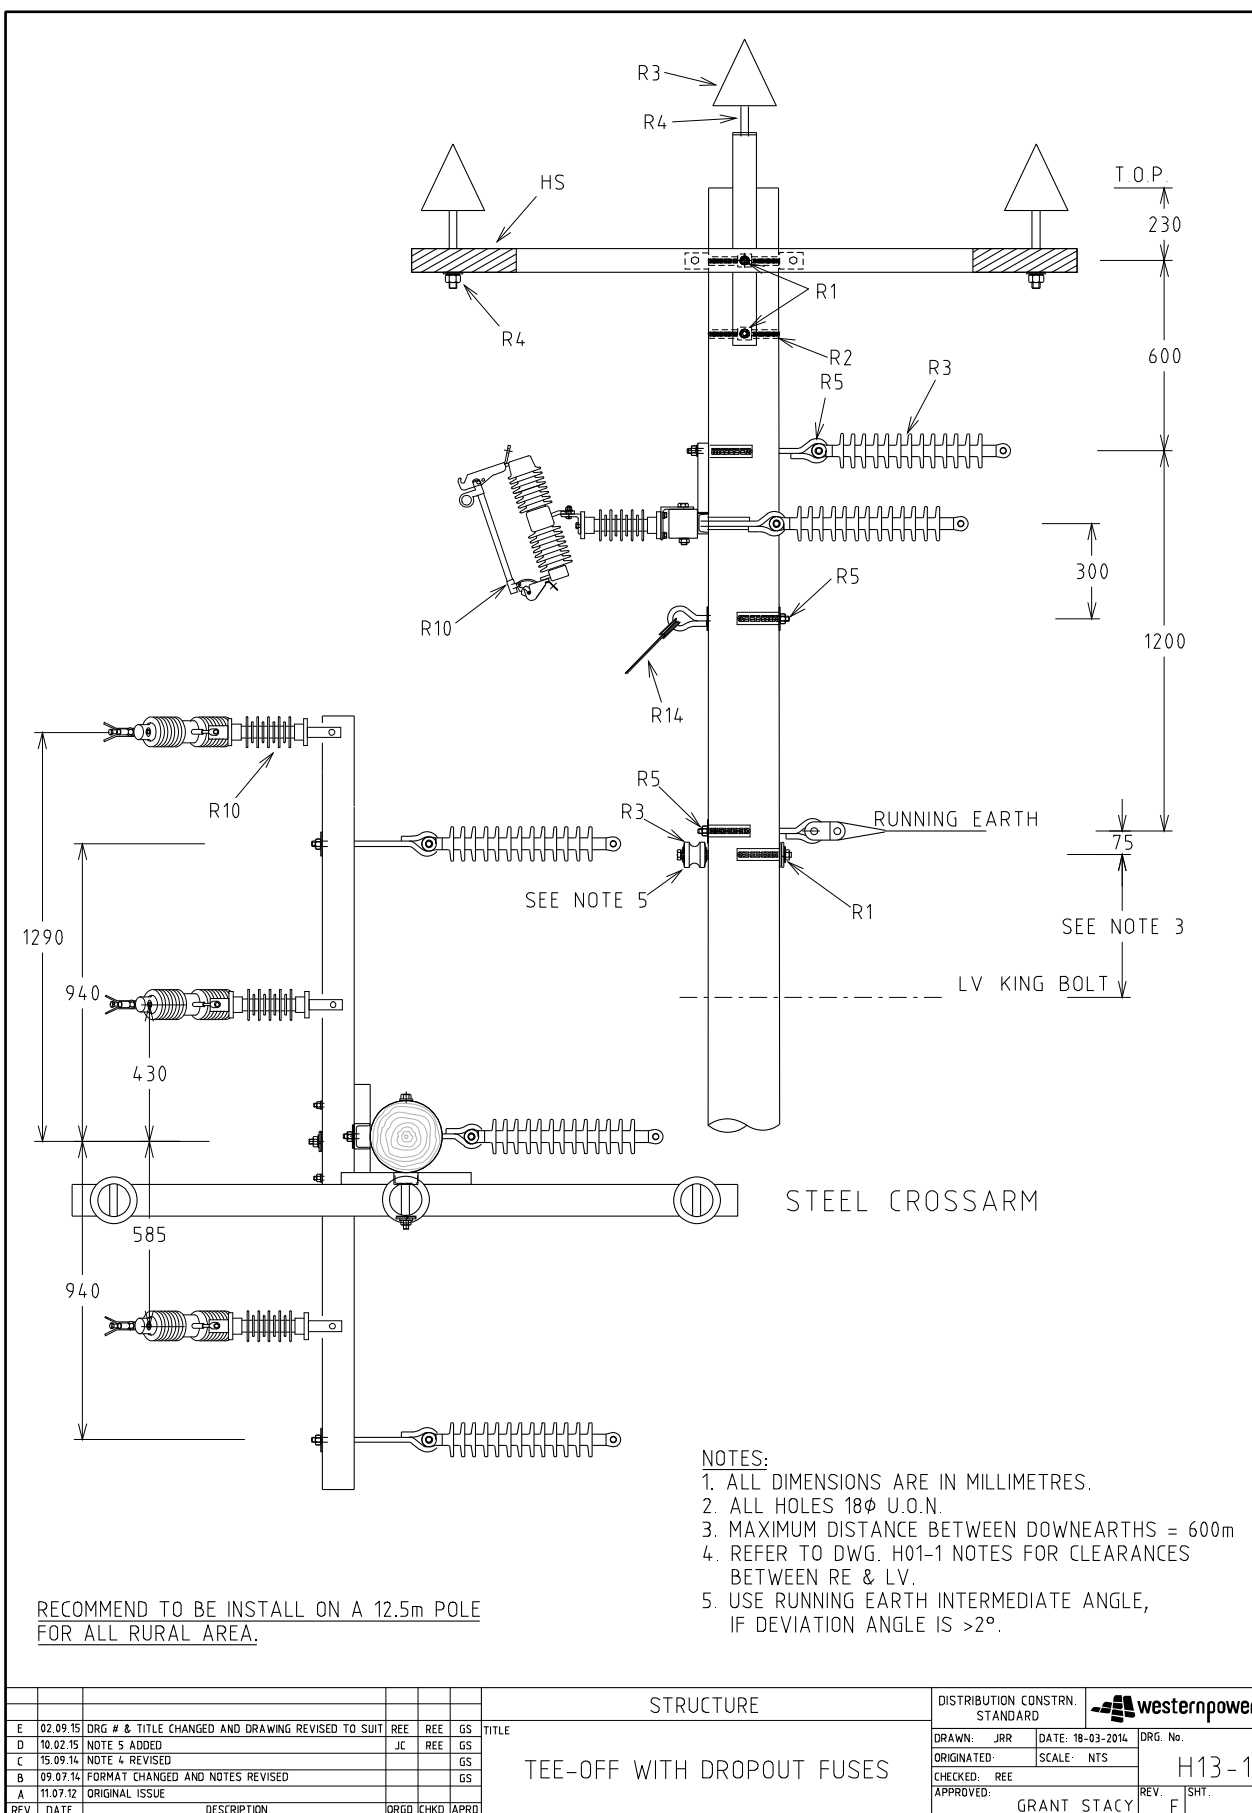 R3
R4
T.O.P.
HS
230
R1
R4
R2
600
R5
R3
R5
300
R10
1200
R14
R10
R5
R3
RUNNING EARTH
75
SEE NOTE 5
R1
SEE NOTE 3
1290
LV KING BOLT
940
430
STEEL CROSSARM
585
940
NOTES:
1. ALL DIMENSIONS ARE IN MILLIMETRES.
2. ALL HOLES 18Φ U.O.N.
3. MAXIMUM DISTANCE BETWEEN DOWNEARTHS = 600m
4. REFER TO DWG. H01-1 NOTES FOR CLEARANCES
BETWEEN RE & LV.
5. USE RUNNING EARTH INTERMEDIATE ANGLE,
IF DEVIATION ANGLE IS >2°.
RECOMMEND TO BE INSTALL ON A 12.5m POLE
FOR ALL RURAL AREA.
E 02.09.15 DRG # & TITLE CHANGED AND DRAWING REVISED TO SUIT REE REE GS
D 10.02.15 NOTE 5 ADDED JC REE GS
C 15.09.14 NOTE 4 REVISED GS
B 09.07.14 FORMAT CHANGED AND NOTES REVISED GS
A 11.07.12 ORIGINAL ISSUE
REV. DATE DESCRIPTION ORGD CHKD APRD
STRUCTURE
TITLE
TEE-OFF WITH DROPOUT FUSES
DISTRIBUTION CONSTRN.
STANDARD
westernpower
DRAWN: JRR DATE: 18-03-2014 DRG. No.
ORIGINATED: SCALE: NTS
H13-1
CHECKED: REE
APPROVED: GRANT STACY
REV. SHT.